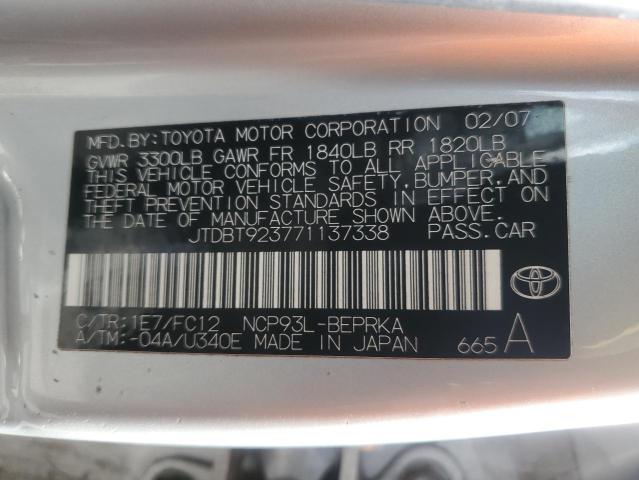 MFD.BY:TOYOTA MOTOR CORPORATION 02/07
GVWR 3300LB GAWR FR 1840LB RR 1820LB
THIS VEHICLE CONFORMS TO ALL APPLICABLE
FEDERAL MOTOR VEHICLE SAFETY,BUMPER,AND
THEFT PREVENTION STANDARDS IN EFFECT ON
THE DATE OF MANUFACTURE SHOWN ABOVE.
JTDBT923771137338 PASS.CAR
C/TR:1E7/FC12 NCP93L-BEPRKA
A/TM:-04A/U340E MADE IN JAPAN 665 A